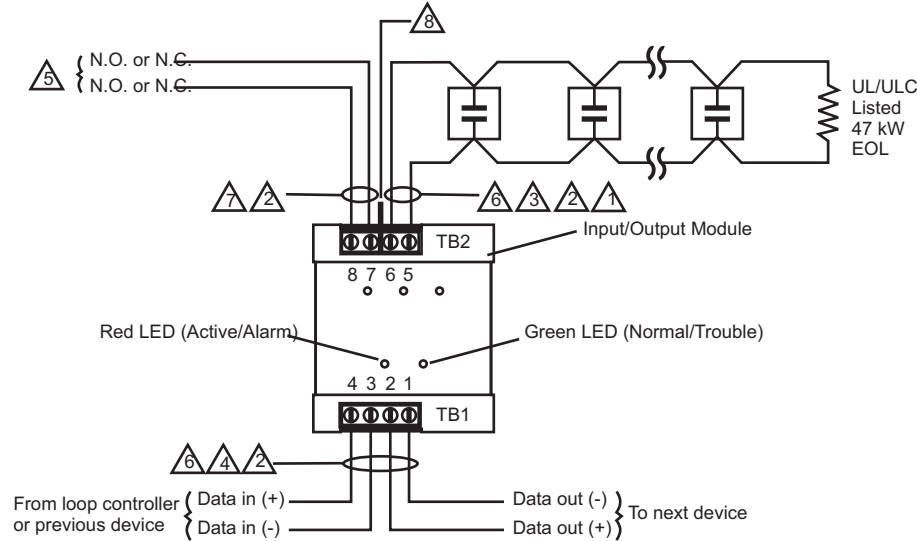 8
5
N.O. or N.C.
N.O. or N.C.
UL/ULC
Listed
47 kW
EOL
7 2
6 3 2 1
TB2
Input/Output Module
8 7 6 5
Red LED (Active/Alarm)
Green LED (Normal/Trouble)
4 3 2 1
TB1
6 4 2
From loop controller
or previous device
Data in (+)
Data in (-)
Data out (-)
Data out (+)
To next device